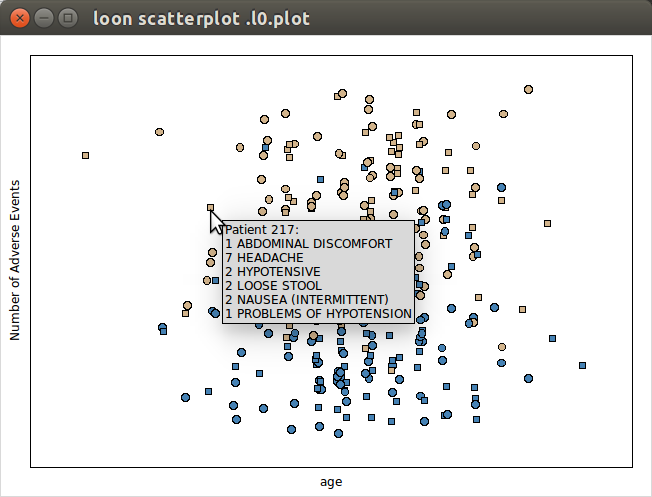 loon scatterplot .l0.plot
Number of Adverse Events
Patient 217:
1 ABDOMINAL DISCOMFORT
7 HEADACHE
2 HYPOTENSIVE
2 LOOSE STOOL
2 NAUSEA (INTERMITTENT)
1 PROBLEMS OF HYPOTENSION
age